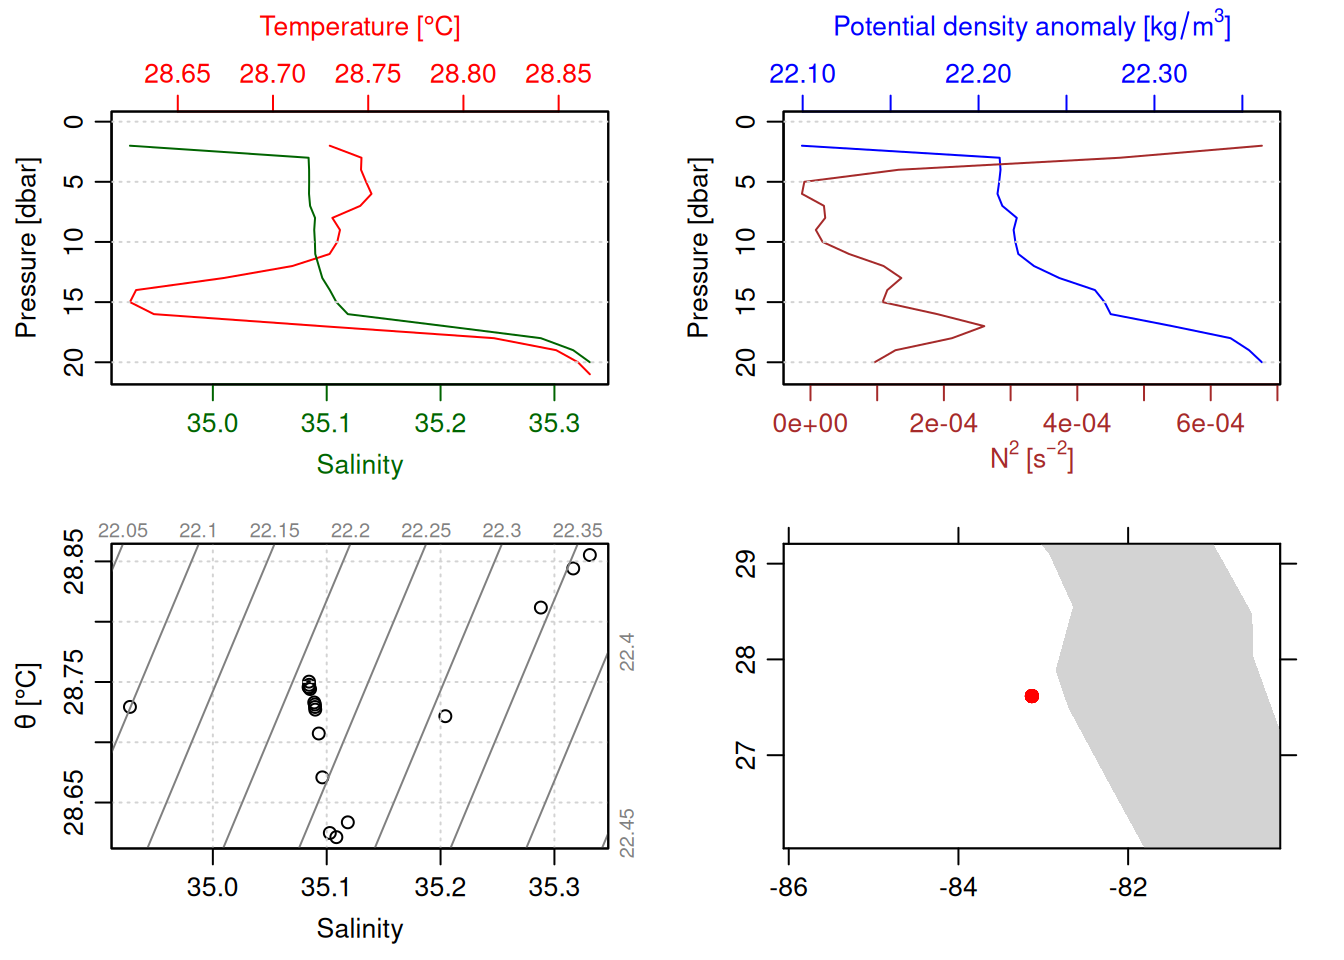 Temperature [°C]
28.65 28.70 28.75 28.80 28.85
Pressure [dbar]
0
5
10
15
20
35.0 35.1 35.2 35.3
Salinity
Potential density anomaly [kg/m³]
22.10 22.20 22.30
Pressure [dbar]
0
5
10
15
20
0e+00 2e-04 4e-04 6e-04
N² [s⁻²]
22.05 22.1 22.15 22.2 22.25 22.3 22.35
22.4
22.45
θ [°C]
28.85
28.75
28.65
35.0 35.1 35.2 35.3
Salinity
29
28
27
-86 -84 -82